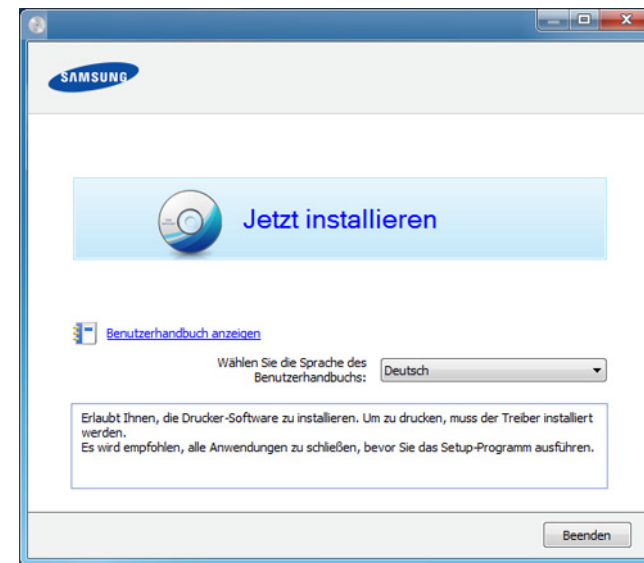 SAMSUNG
Jetzt installieren
Benutzerhandbuch anzeigen
Wählen Sie die Sprache des
Benutzerhandbuchs:
Deutsch
Erlaubt Ihnen, die Drucker-Software zu installieren. Um zu drucken, muss der Treiber installiert
werden.
Es wird empfohlen, alle Anwendungen zu schließen, bevor Sie das Setup-Programm ausführen.
Beenden